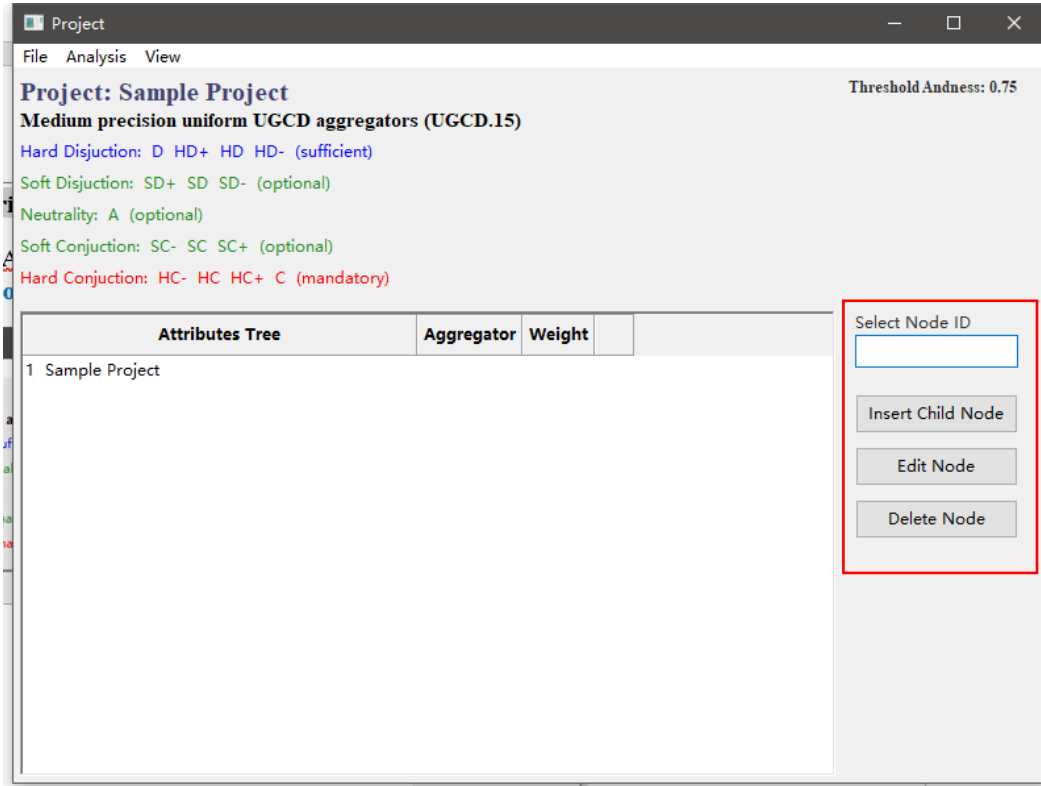 Project
File Analysis View
Project: Sample Project
Threshold Andness: 0.75
Medium precision uniform UGCD aggregators (UGCD.15)
Hard Disjuction: D HD+ HD HD- (sufficient)
Soft Disjuction: SD+ SD SD- (optional)
Neutrality: A (optional)
Soft Conjuction: SC- SC SC+ (optional)
Hard Conjuction: HC- HC HC+ C (mandatory)
Attributes Tree Aggregator Weight
1 Sample Project
Select Node ID
Insert Child Node
Edit Node
Delete Node